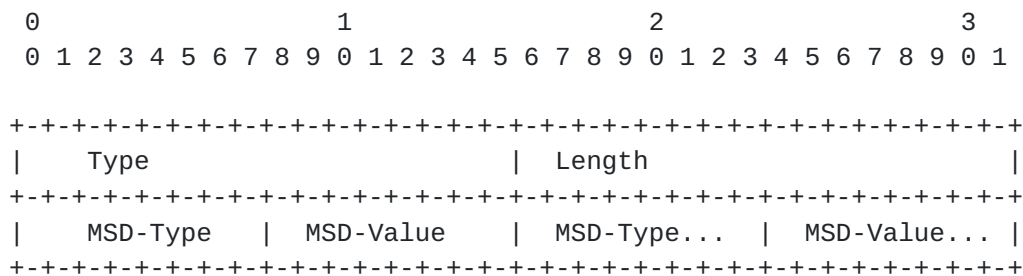 0                   1                   2                   3
 0 1 2 3 4 5 6 7 8 9 0 1 2 3 4 5 6 7 8 9 0 1 2 3 4 5 6 7 8 9 0 1
+-+-+-+-+-+-+-+-+-+-+-+-+-+-+-+-+-+-+-+-+-+-+-+-+-+-+-+-+-+-+-+-+
|    Type                       |  Length                       |
+-+-+-+-+-+-+-+-+-+-+-+-+-+-+-+-+-+-+-+-+-+-+-+-+-+-+-+-+-+-+-+-+
|    MSD-Type   |  MSD-Value    |  MSD-Type...  |  MSD-Value... |
+-+-+-+-+-+-+-+-+-+-+-+-+-+-+-+-+-+-+-+-+-+-+-+-+-+-+-+-+-+-+-+-+